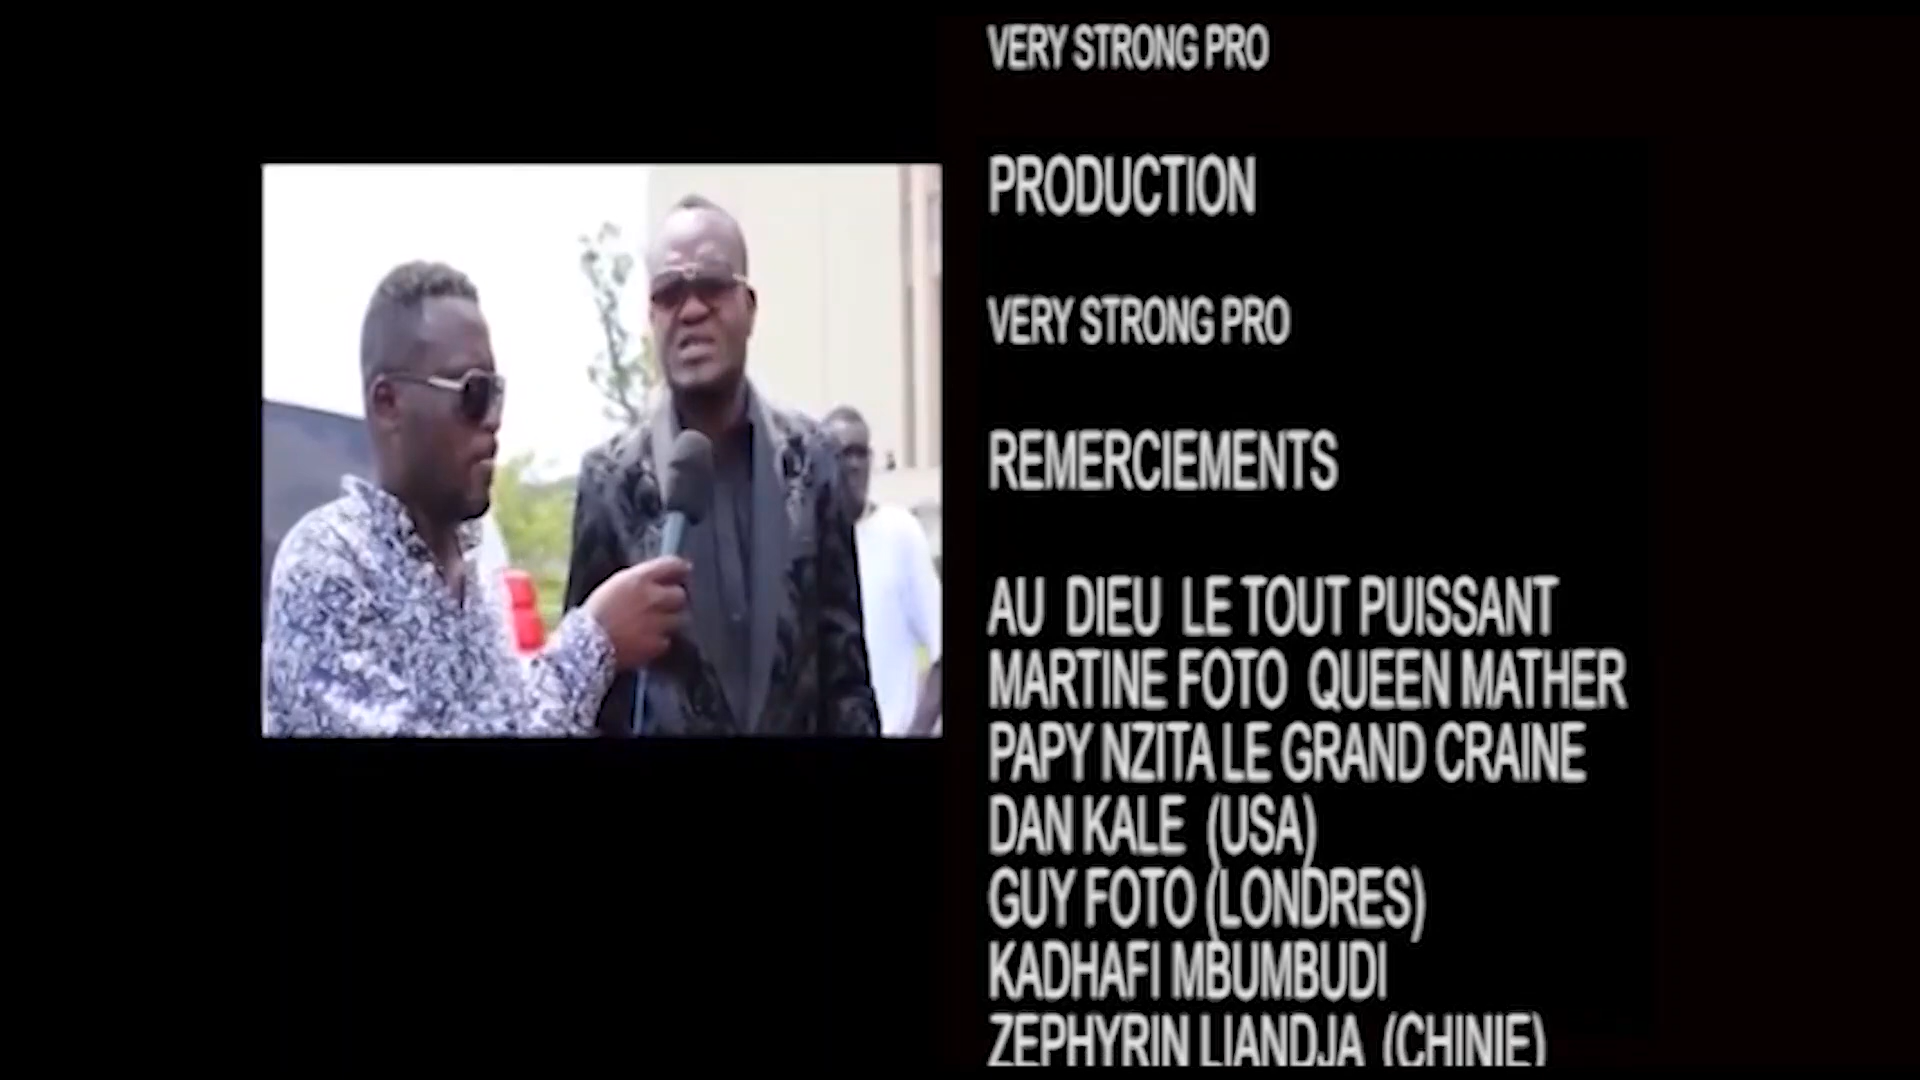 VERY STRONG PRO
PRODUCTION
VERY STRONG PRO
REMERCIEMENTS
AU DIEU LE TOUT PUISSANT
MARTINE FOTO QUEEN MATHER
PAPY NZITA LE GRAND CRAINE
DAN KALE (USA)
GUY FOTO (LONDRES)
KADHAFI MBUMBUDI
ZEPHYRIN LIANDJA (CHINIE)